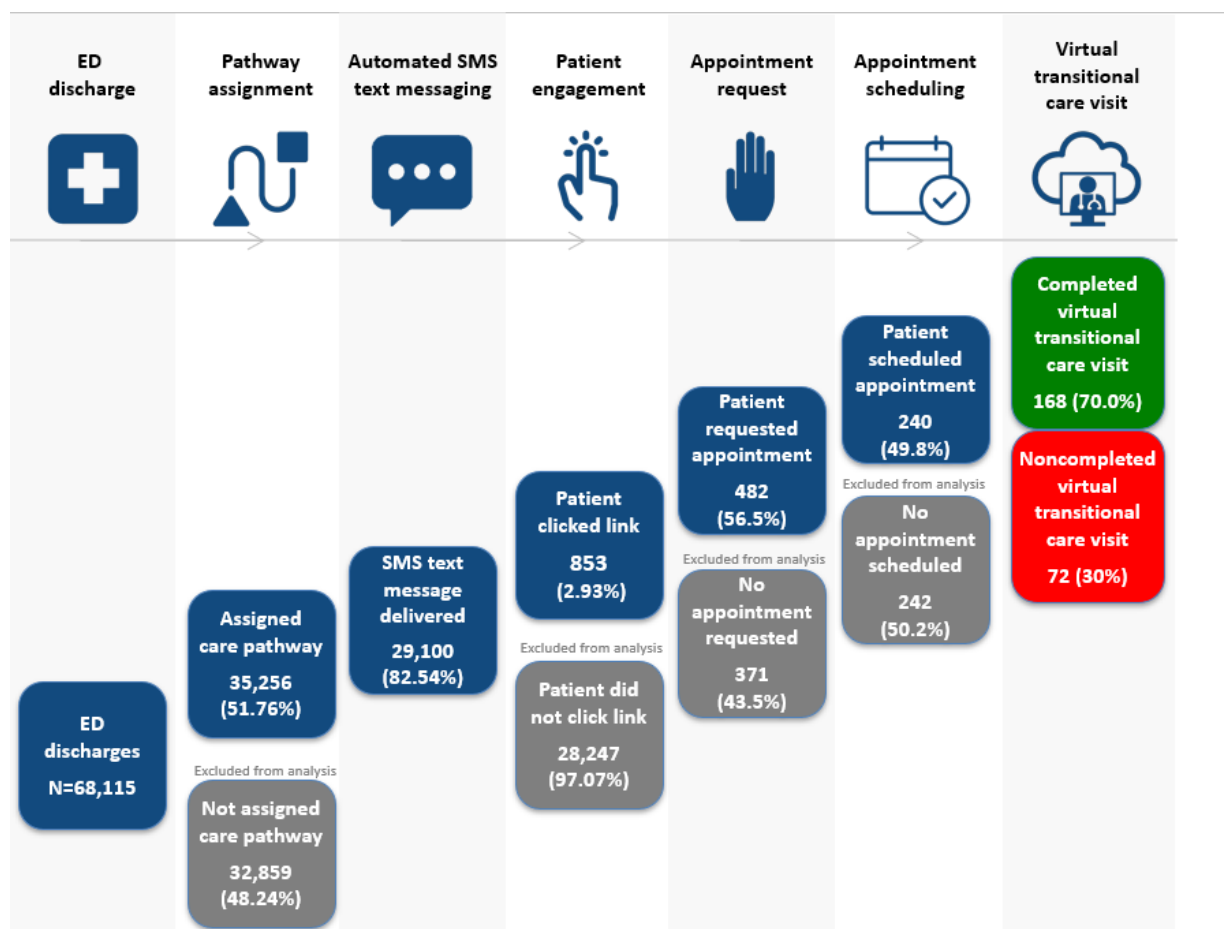 ED
discharge
Pathway
assignment
Automated SMS
text messaging
Patient
engagement
Appointment
request
Appointment
scheduling
Virtual
transitional
care visit
ED
discharges
N=68,115
Assigned
care pathway
35,256
(51.76%)
Excluded from analysis
Not assigned
care pathway
32,859
(48.24%)
SMS text
message
delivered
29,100
(82.54%)
Patient
clicked link
853
(2.93%)
Excluded from analysis
Patient did
not click link
28,247
(97.07%)
Patient
requested
appointment
482
(56.5%)
Excluded from analysis
No
appointment
requested
371
(43.5%)
Patient
scheduled
appointment
240
(49.8%)
Excluded from analysis
No
appointment
scheduled
242
(50.2%)
Completed
virtual
transitional
care visit
168 (70.0%)
Noncompleted
virtual
transitional
care visit
72 (30%)